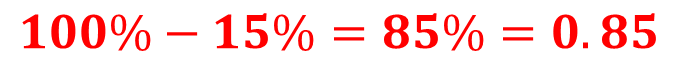 100% − 15% = 85% = 0.85